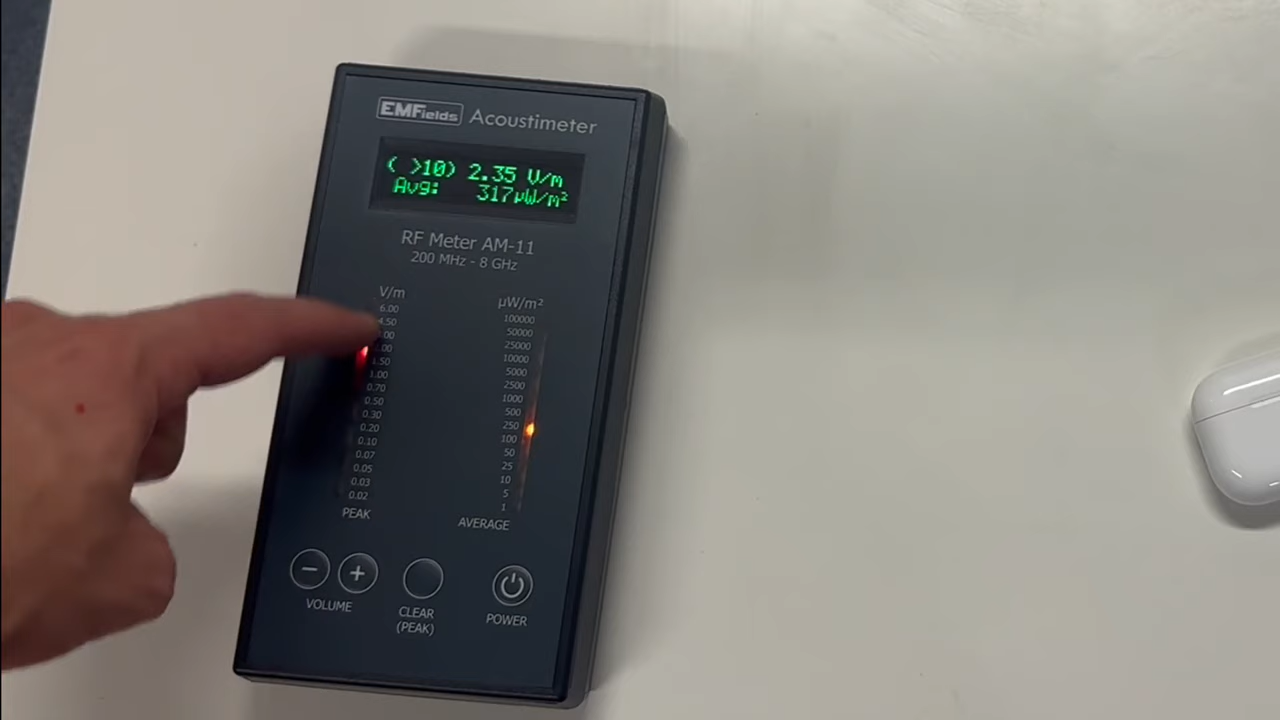 EMFields Acoustimeter
( >10) 2.35 V/m
Avg: 317µW/m²
RF Meter AM-11
200 MHz - 8 GHz
V/m
6.00
4.50
1.00
0.70
0.50
0.30
0.20
0.10
0.07
0.05
0.03
0.02
PEAK
µW/m²
100000
50000
25000
10000
5000
2500
1000
500
250
100
50
25
10
5
1
AVERAGE
− +
VOLUME
CLEAR
(PEAK)
POWER